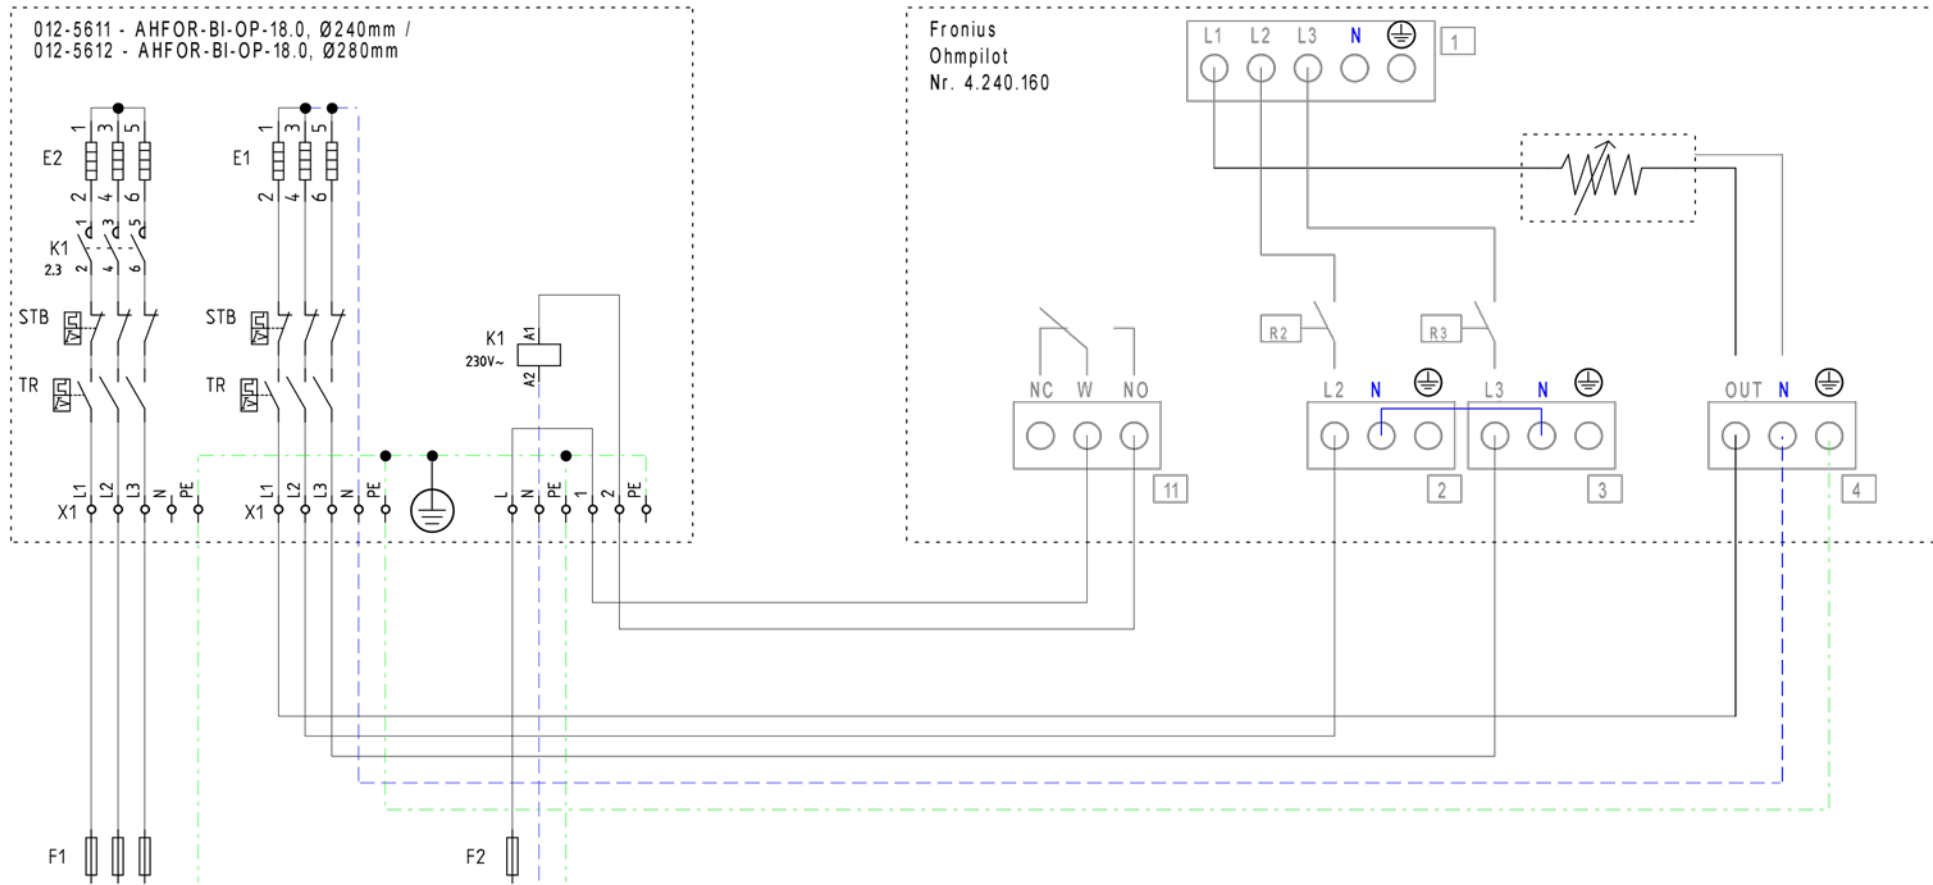 012-5611 - AHFOR-BI-OP-18.0, Ø240mm /
012-5612 - AHFOR-BI-OP-18.0, Ø280mm
Fronius
Ohmpilot
Nr. 4.240.160
L1 L2 L3 N
1
1 3 5
E2
2 4 6
1 3 5
E1
2 4 6
1 3 5
K1
2.3
2 4 6
STB
STB
TR
TR
K1
230V~
A1
A2
R2
R3
NC W NO
L2 N
L3 N
OUT N
11
2
3
4
X1
L1 L2 L3 N PE
X1
L1 L2 L3 N PE
L N PE 1 2 PE
F1
F2